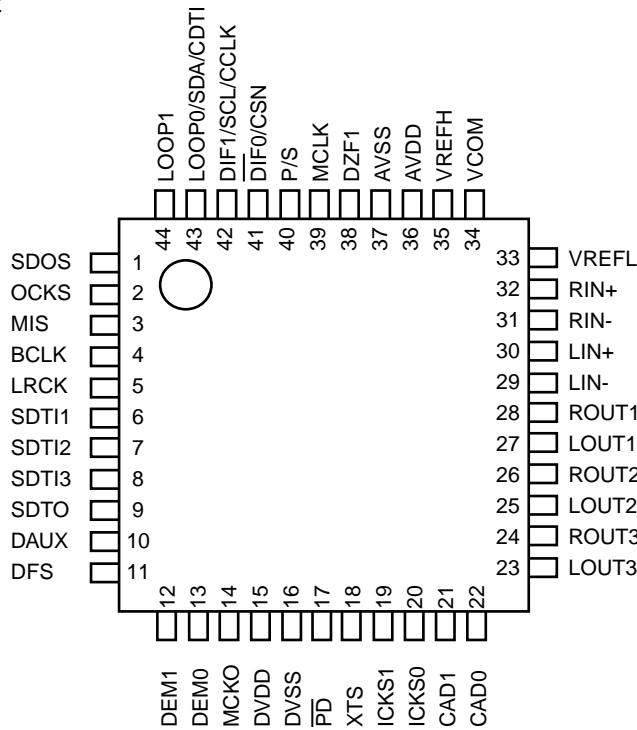 LOOP1
LOOP0/SDA/CDTI
DIF1/SCL/CCLK
DIF0/CSN
P/S
MCLK
DZF1
AVSS
AVDD
VREFH
VCOM
44
43
42
41
40
39
38
37
36
35
34
SDOS 1
OCKS 2
MIS 3
BCLK 4
LRCK 5
SDTI1 6
SDTI2 7
SDTI3 8
SDTO 9
DAUX 10
DFS 11
33 VREFL
32 RIN+
31 RIN-
30 LIN+
29 LIN-
28 ROUT1
27 LOUT1
26 ROUT2
25 LOUT2
24 ROUT3
23 LOUT3
12
13
14
15
16
17
18
19
20
21
22
DEM1
DEM0
MCKO
DVDD
DVSS
PD
XTS
ICKS1
ICKS0
CAD1
CAD0